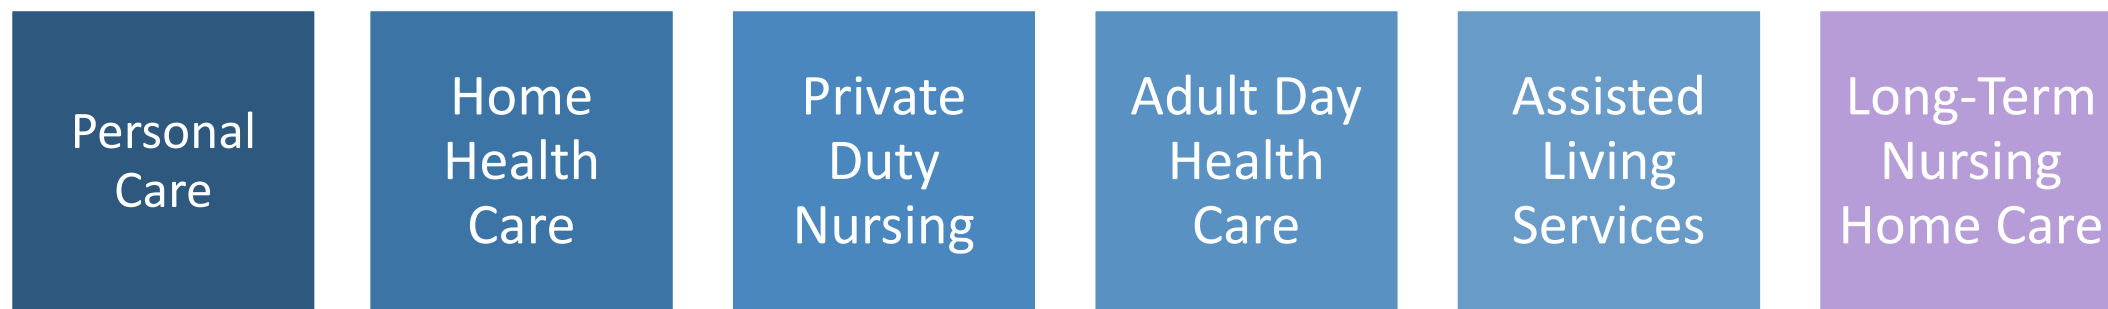 Personal
Care
Home
Health
Care
Private
Duty
Nursing
Adult Day
Health
Care
Assisted
Living
Services
Long-Term
Nursing
Home Care